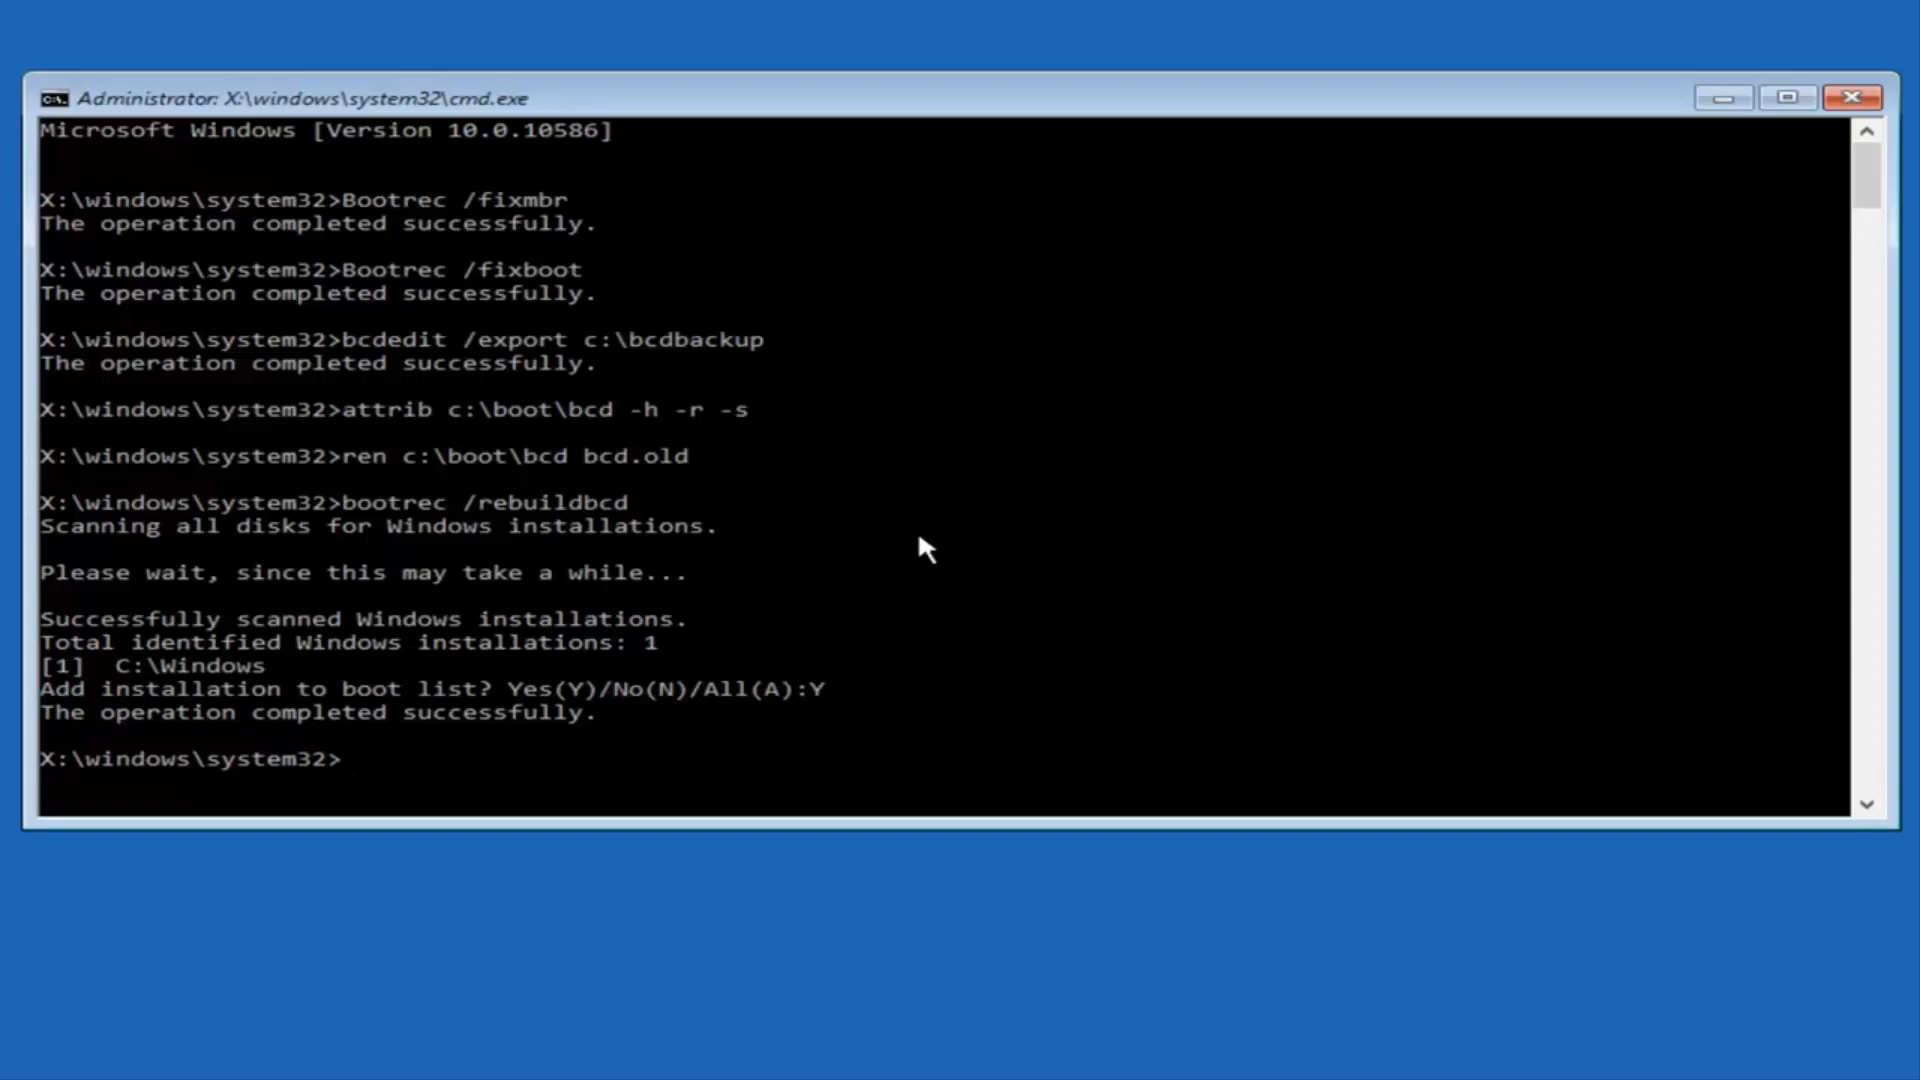 Administrator: X:\windows\system32\cmd.exe
Microsoft Windows [Version 10.0.10586]
X:\windows\system32>Bootrec /fixmbr
The operation completed successfully.
X:\windows\system32>Bootrec /fixboot
The operation completed successfully.
X:\windows\system32>bcdedit /export c:\bcdbackup
The operation completed successfully.
X:\windows\system32>attrib c:\boot\bcd -h -r -s
X:\windows\system32>ren c:\boot\bcd bcd.old
X:\windows\system32>bootrec /rebuildbcd
Scanning all disks for Windows installations.
Please wait, since this may take a while...
Successfully scanned Windows installations.
Total identified Windows installations: 1
[1]  C:\Windows
Add installation to boot list? Yes(Y)/No(N)/All(A):Y
The operation completed successfully.
X:\windows\system32>